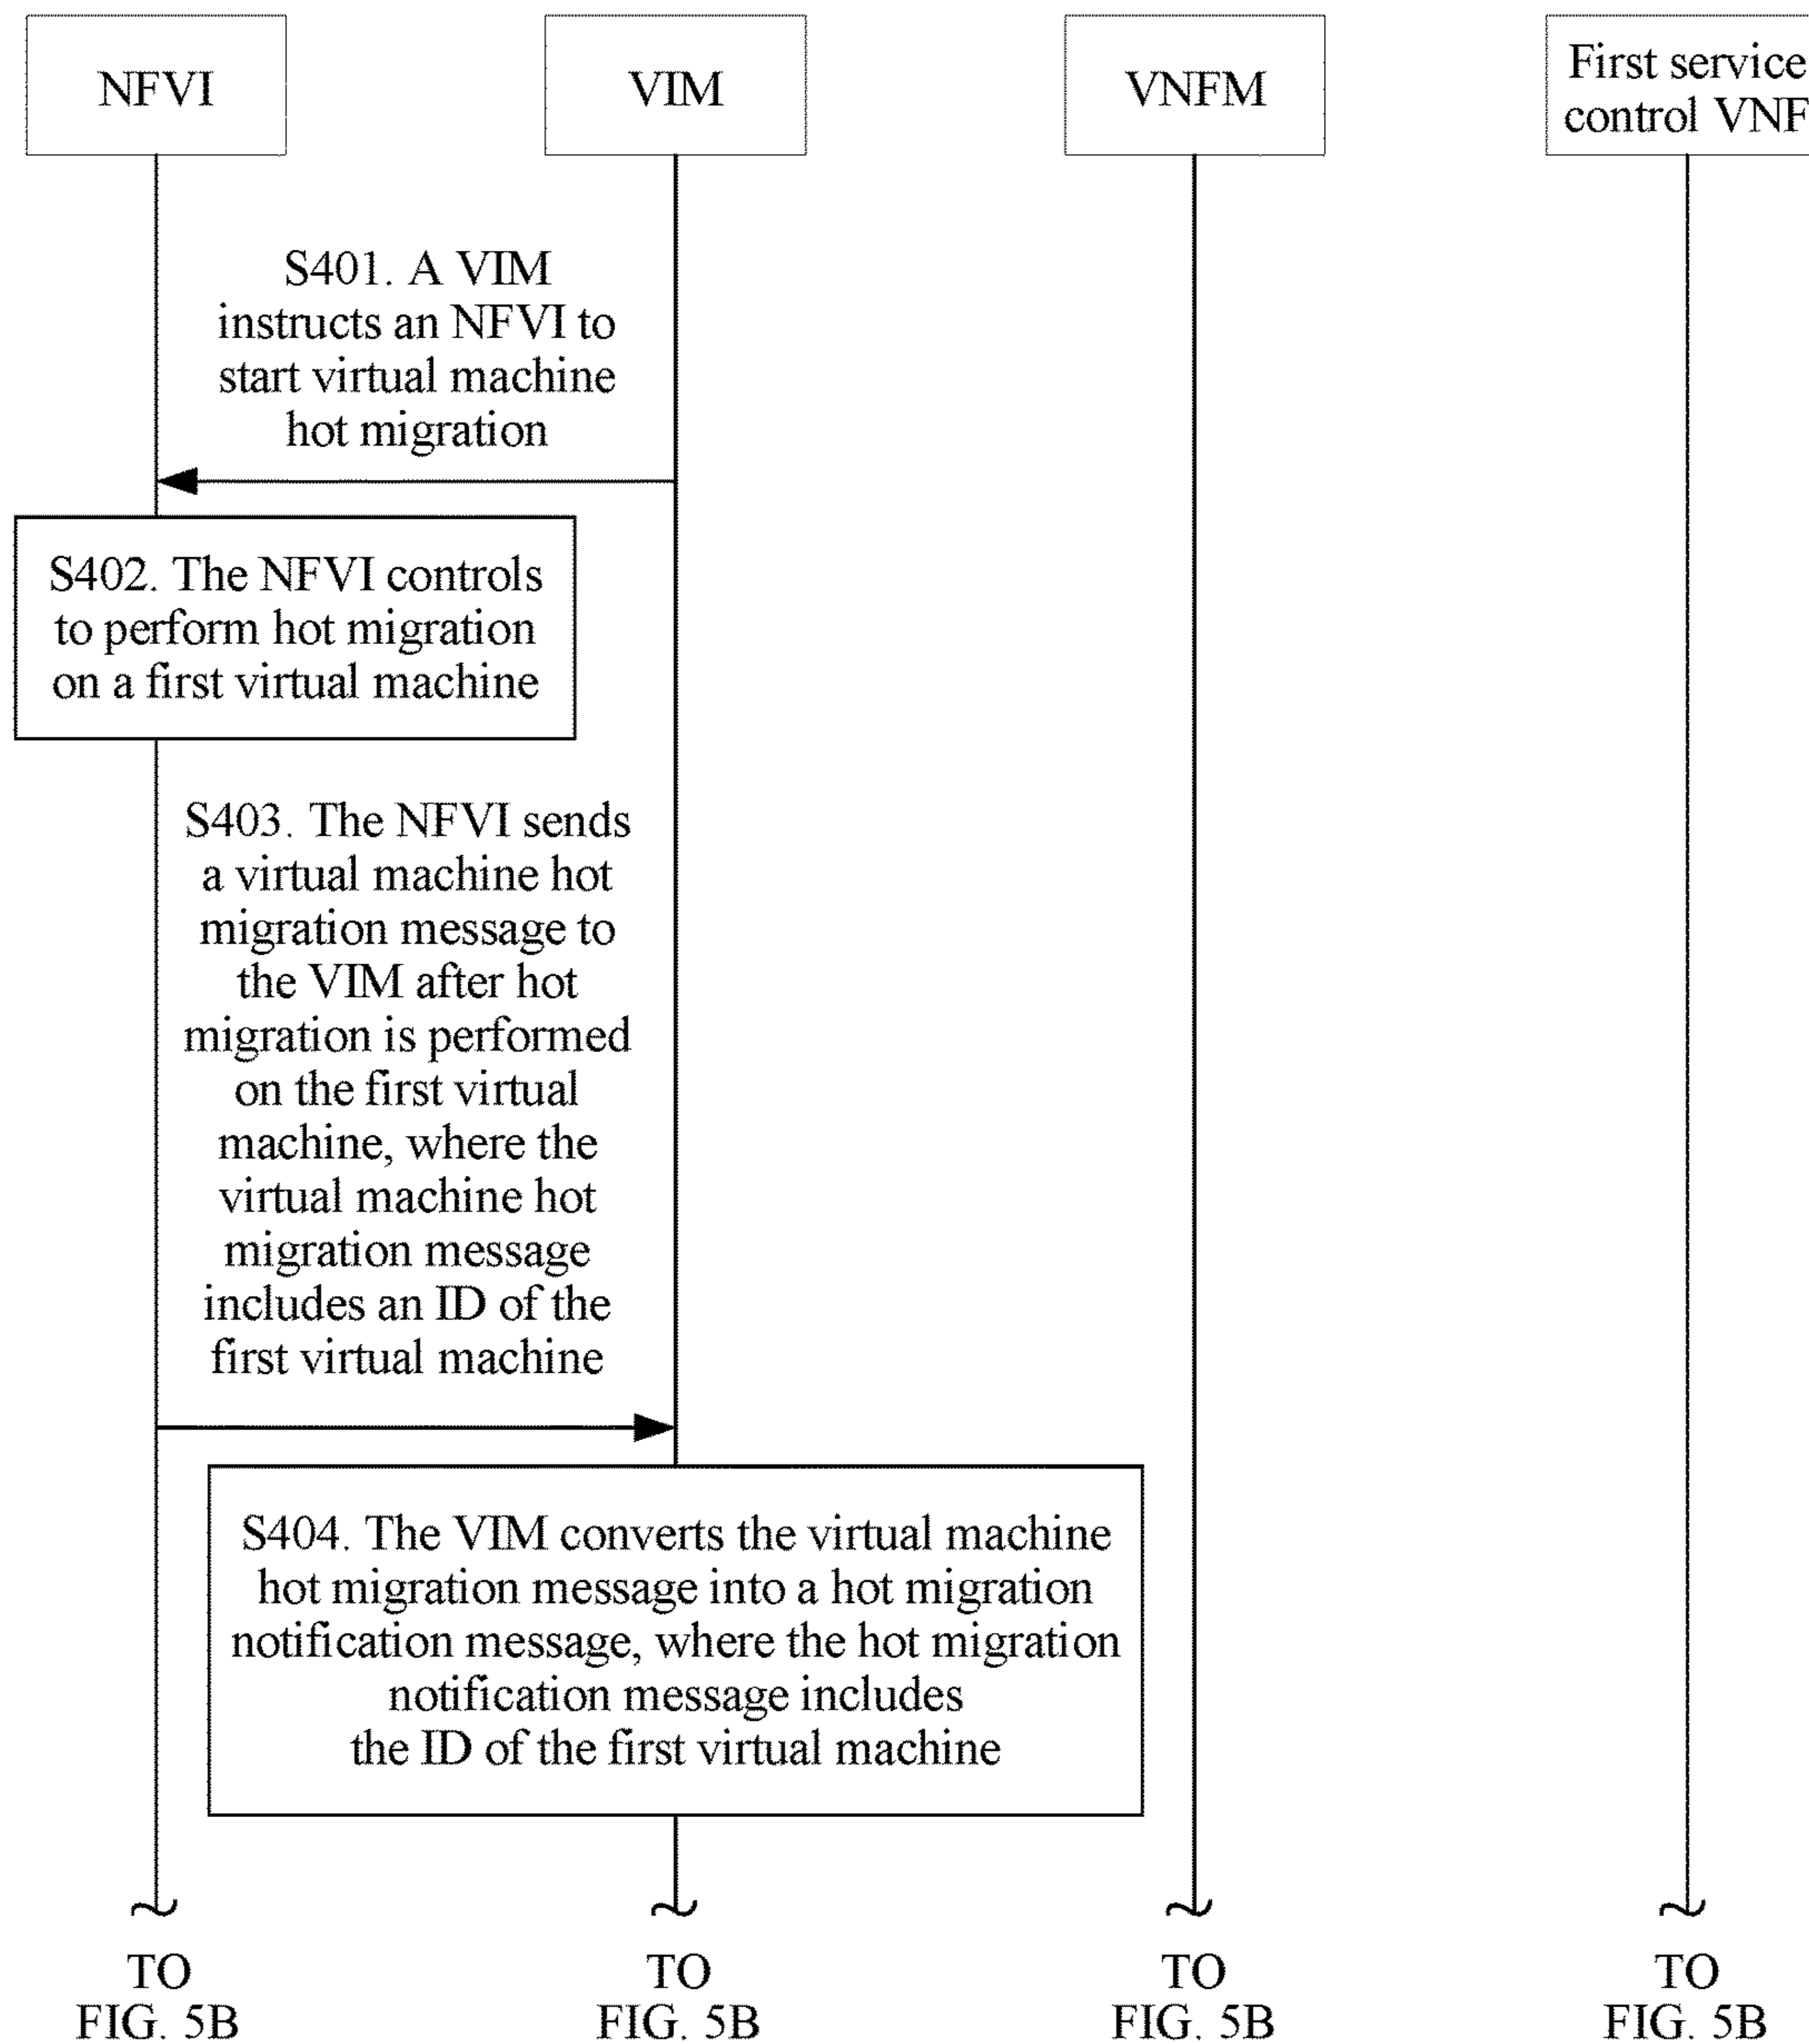 NFVI
VIM
VNFM
First service
control VNF
S401. A VIM
instructs an NFVI to
start virtual machine
hot migration
S402. The NFVI controls
to perform hot migration
on a first virtual machine
S403. The NFVI sends
a virtual machine hot
migration message to
the VIM after hot
migration is performed
on the first virtual
machine, where the
virtual machine hot
migration message
includes an ID of the
first virtual machine
S404. The VIM converts the virtual machine
hot migration message into a hot migration
notification message, where the hot migration
notification message includes
the ID of the first virtual machine
TO
FIG. 5B
TO
FIG. 5B
TO
FIG. 5B
TO
FIG. 5B